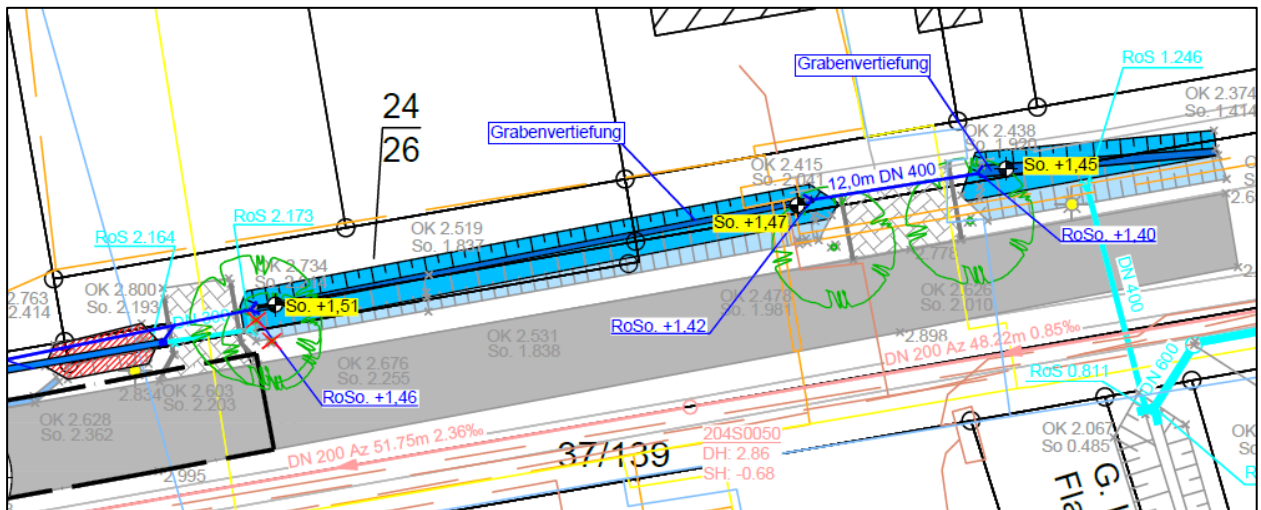 RoS 1.246
Grabenvertiefung
OK 2.374
So. 1.414
24
26
Grabenvertiefung
OK 2.438
OK 2.415
So. 2.041
So. +1,45
12,0m DN 400
RoS 2.173
OK 2.519
So. 1.837
So. +1,47
RoS 2.164
RoSo. +1,40
2.778
OK 2.734
OK 2.800
So. 2.193
2.763
2.414
DN 400
So. +1,51
OK 2.478
1.981
OK 2.626
So. 2.010
RoSo. +1,42
OK 2.531
So. 1.838
2.898
DN 200 Az 48.22m 0.85‰
OK 2.676
So. 2.255
RoS 0.811
DN 600
2.834
OK 2.603
So. 2.203
RoSo. +1,46
OK 2.628
So. 2.362
OK 2.067
So 0.485
204S0050
DH: 2.86
SH: -0.68
37/139
DN 200 Az 51.75m 2.36‰
2.995
OK
G.
Fla